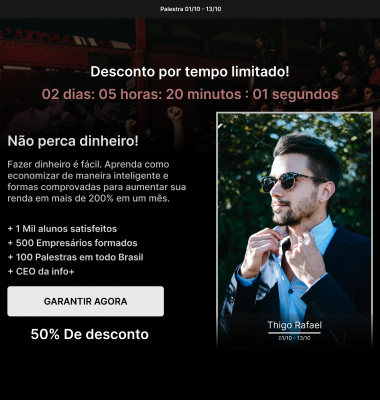 Palestra 01/10 - 13/10
Desconto por tempo limitado!
02 dias: 05 horas: 20 minutos : 01 segundos
Não perca dinheiro!
Fazer dinheiro é fácil. Aprenda como
economizar de maneira inteligente e
formas comprovadas para aumentar sua
renda em mais de 200% em um mês.
+ 1 Mil alunos satisfeitos
+ 500 Empresários formados
+ 100 Palestras em todo Brasil
+ CEO da info+
GARANTIR AGORA
50% De desconto
Thigo Rafael
01/10 - 13/10